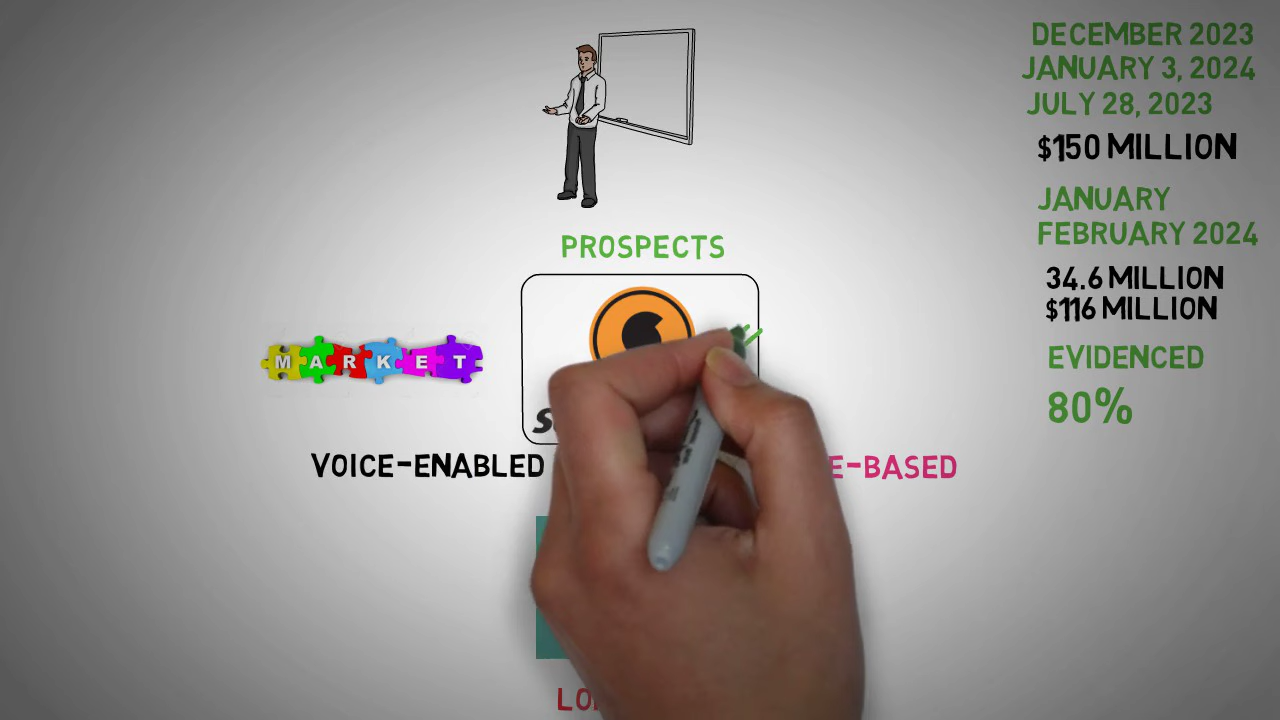 DECEMBER 2023
JANUARY 3, 2024
JULY 28, 2023
$150 MILLION
JANUARY
FEBRUARY 2024
34.6 MILLION
$116 MILLION
EVIDENCED
80%
PROSPECTS
MARKET
VOICE-ENABLED
E-BASED